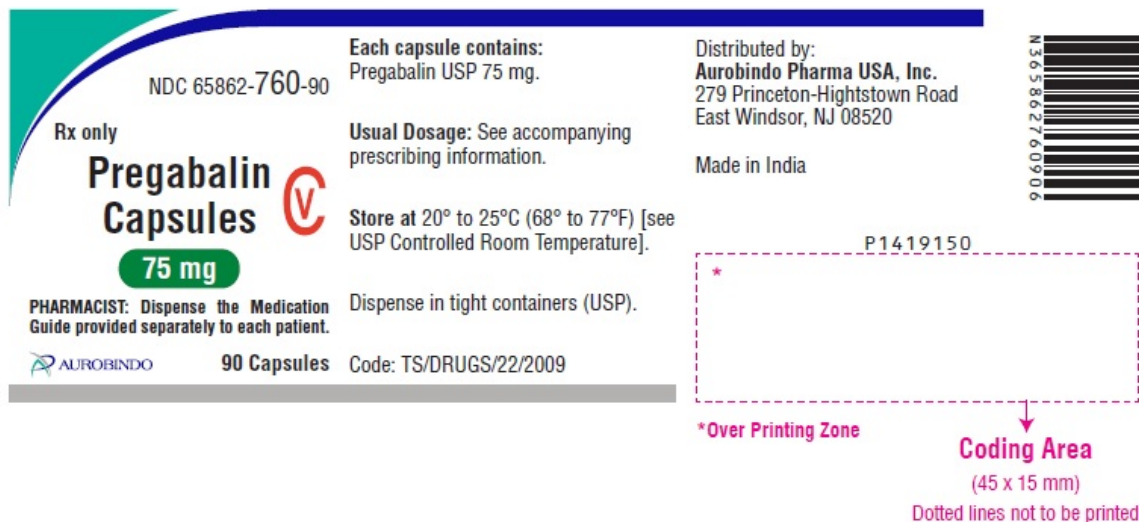 NDC 65862-760-90
Rx only
Pregabalin
Capsules
CV
75 mg
PHARMACIST: Dispense the Medication
Guide provided separately to each patient.
AUROBINDO
90 Capsules
Each capsule contains:
Pregabalin USP 75 mg.
Usual Dosage: See accompanying
prescribing information.
Store at 20° to 25°C (68° to 77°F) [see
USP Controlled Room Temperature].
Dispense in tight containers (USP).
Code: TS/DRUGS/22/2009
Distributed by:
Aurobindo Pharma USA, Inc.
279 Princeton-Hightstown Road
East Windsor, NJ 08520
Made in India
N365862760906
P1419150
*
*Over Printing Zone
Coding Area
(45 x 15 mm)
Dotted lines not to be printed